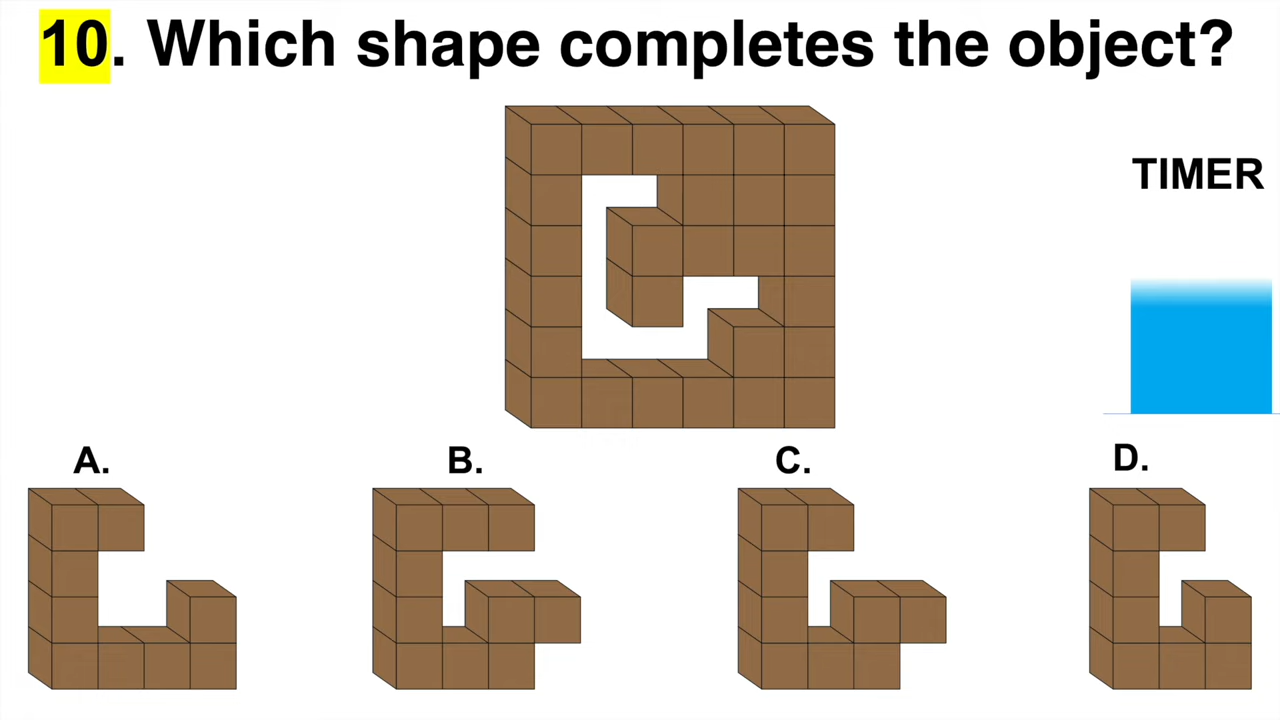 10. Which shape completes the object?
TIMER
A.
B.
C.
D.